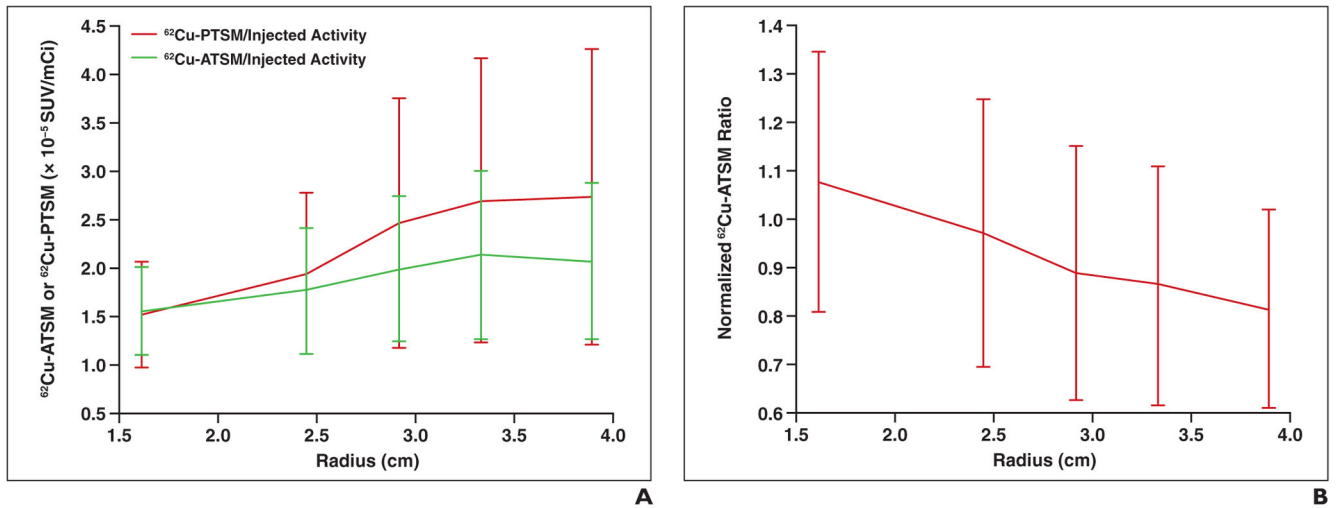 4.5
4.0
3.5
3.0
2.5
2.0
1.5
1.0
0.5
⁶²Cu-ATSM or ⁶²Cu-PTSM (× 10⁻⁵ SUV/mCi)
⁶²Cu-PTSM/Injected Activity
⁶²Cu-ATSM/Injected Activity
1.5 2.0 2.5 3.0 3.5 4.0
Radius (cm)
A
1.4
1.3
1.2
1.1
1.0
0.9
0.8
0.7
0.6
Normalized ⁶²Cu-ATSM Ratio
1.5 2.0 2.5 3.0 3.5 4.0
Radius (cm)
B